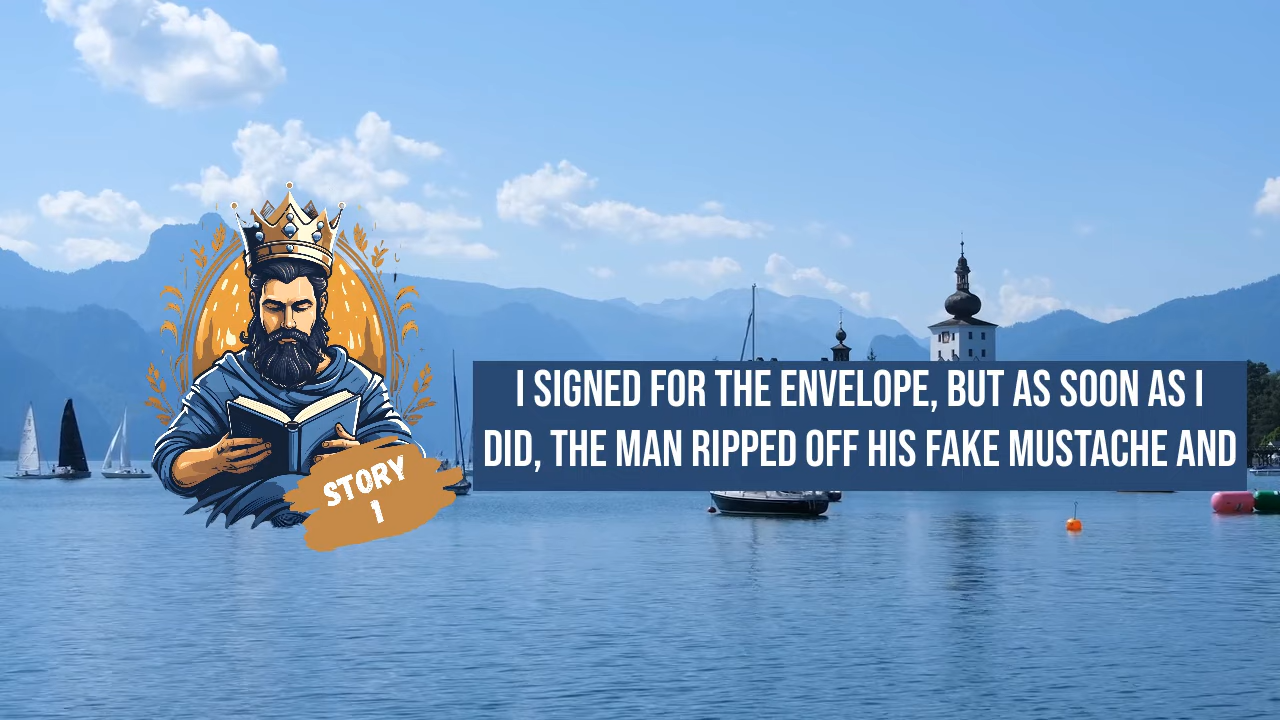 I SIGNED FOR THE ENVELOPE, BUT AS SOON AS I
DID, THE MAN RIPPED OFF HIS FAKE MUSTACHE AND
STORY
1